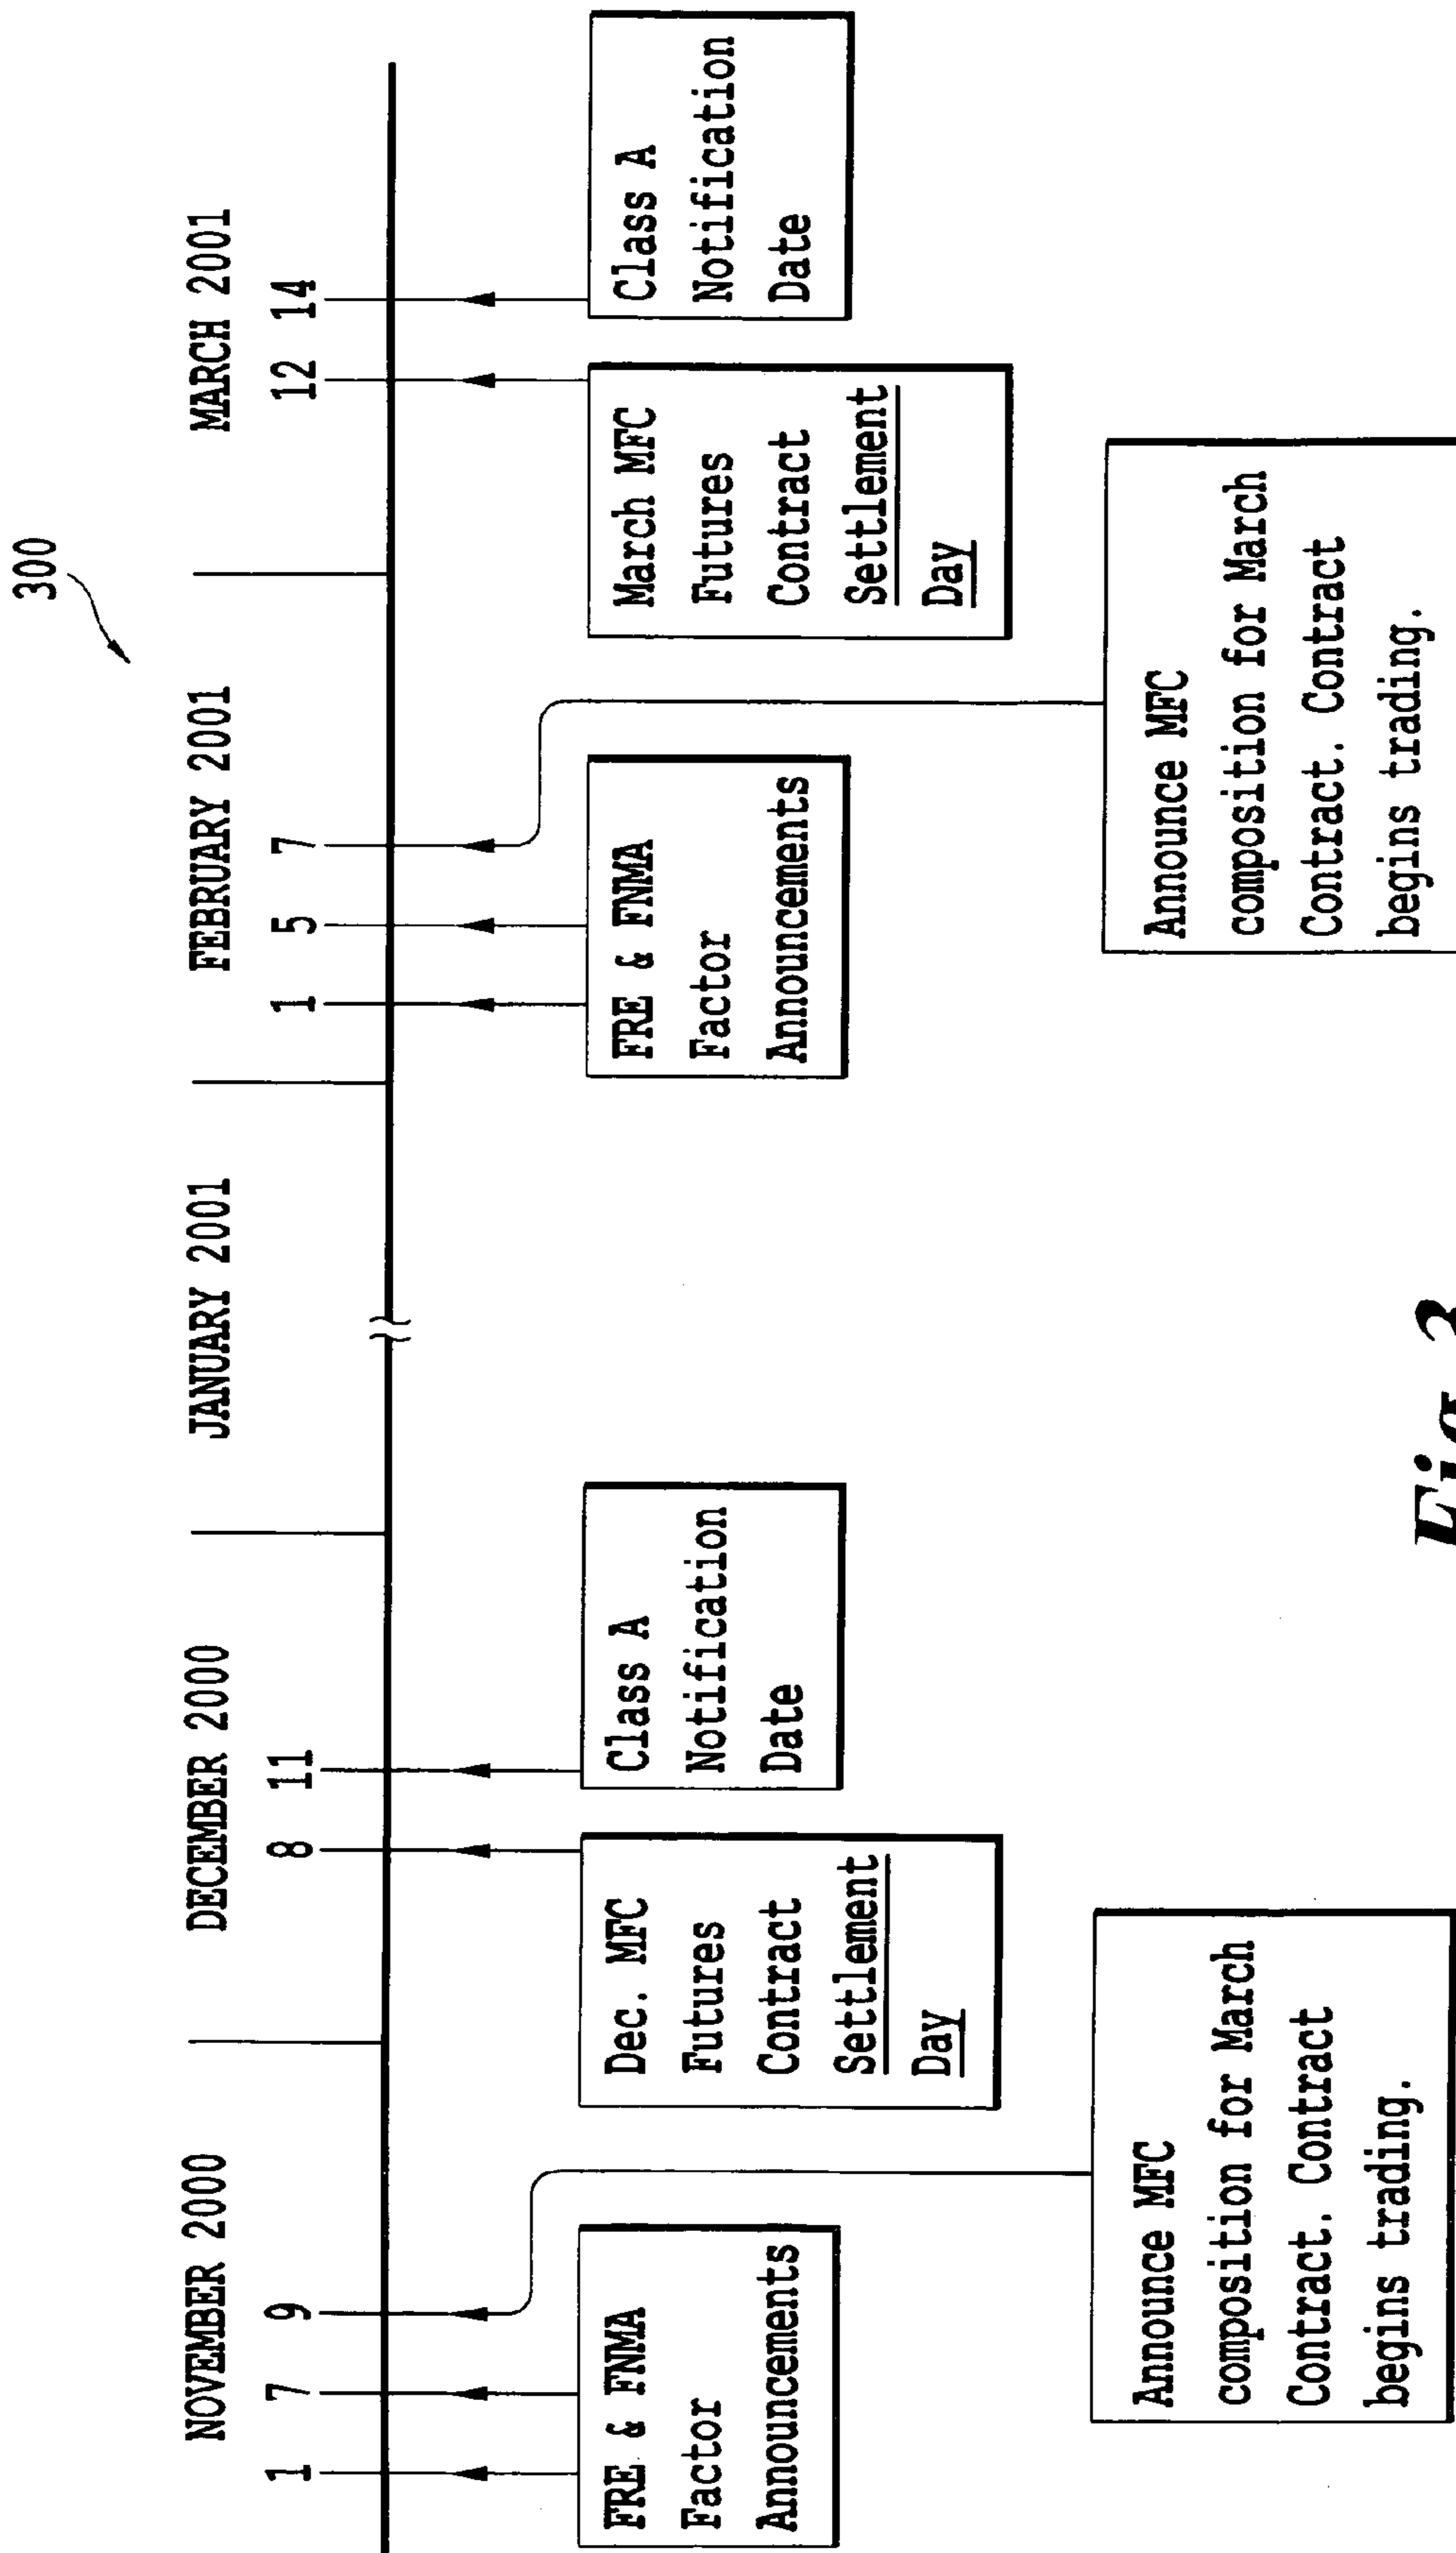 300
NOVEMBER 2000
DECEMBER 2000
JANUARY 2001
FEBRUARY 2001
MARCH 2001
1
7
9
8
11
1
5
7
12
14
FRE & FNMA
Factor
Announcements
Dec. MFC
Futures
Contract
Settlement
Day
Class A
Notification
Date
FRE & FNMA
Factor
Announcements
March MFC
Futures
Contract
Settlement
Day
Class A
Notification
Date
Announce MFC
composition for March
Contract. Contract
begins trading.
Announce MFC
composition for March
Contract. Contract
begins trading.
Fig. 3